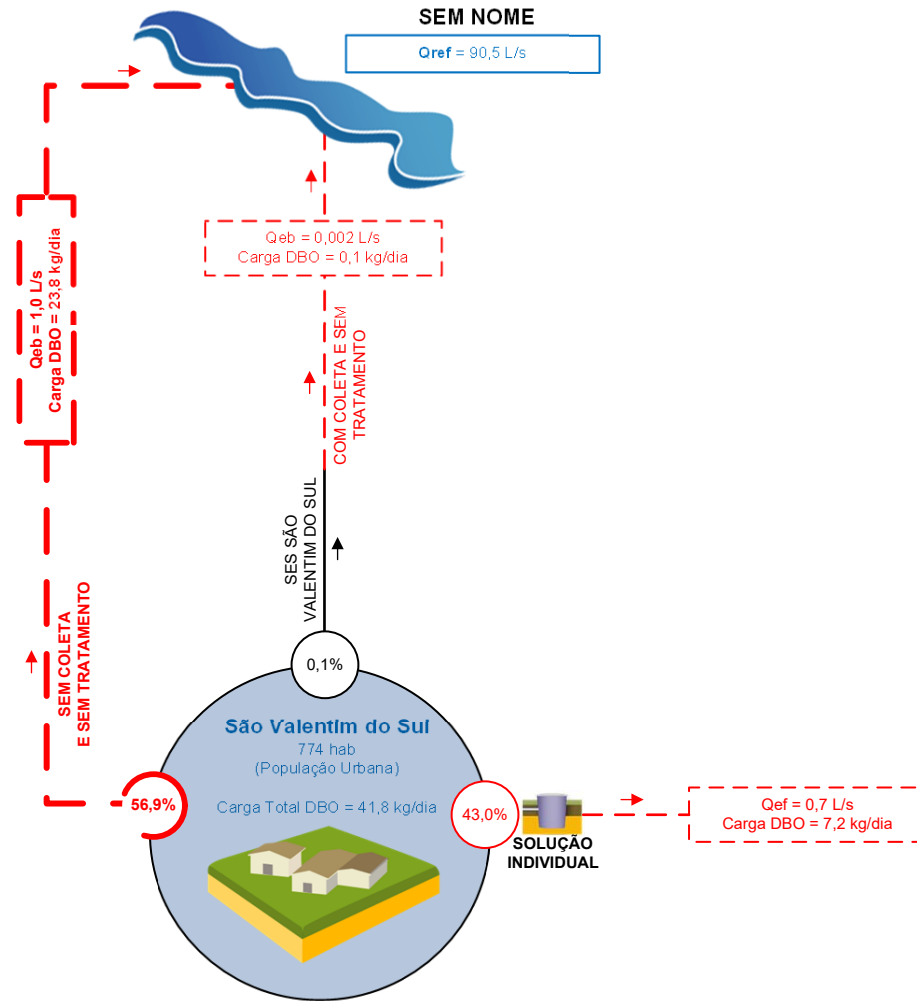 SEM NOME
Qref = 90,5 L/s
Qeb = 1,0 L/s
Carga DBO = 23,8 kg/dia
Qeb = 0,002 L/s
Carga DBO = 0,1 kg/dia
COM COLETA E SEM
TRATAMENTO
SES SÃO
VALENTIM DO SUL
SEM COLETA
E SEM TRATAMENTO
0,1%
São Valentim do Sul
774 hab
(População Urbana)
56,9%
Carga Total DBO = 41,8 kg/dia
43,0%
SOLUÇÃO
INDIVIDUAL
Qef = 0,7 L/s
Carga DBO = 7,2 kg/dia